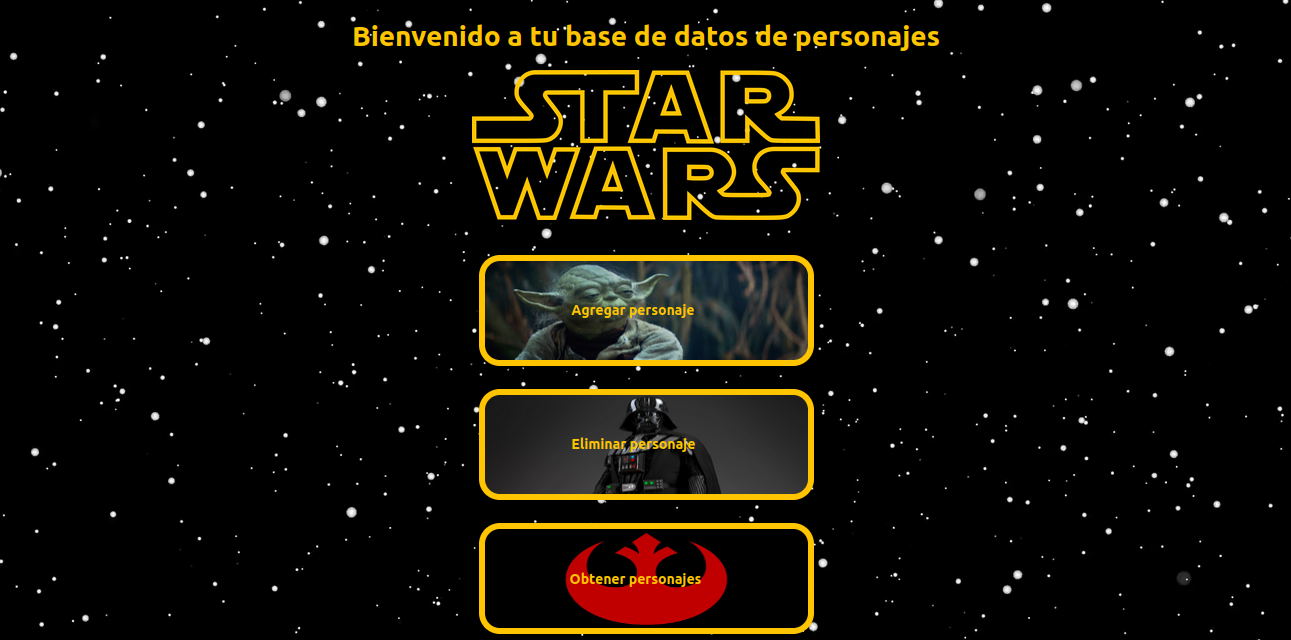 Bienvenido a tu base de datos de personajes
STAR
WARS
Agregar personaje
Eliminar personaje
Obtener personajes